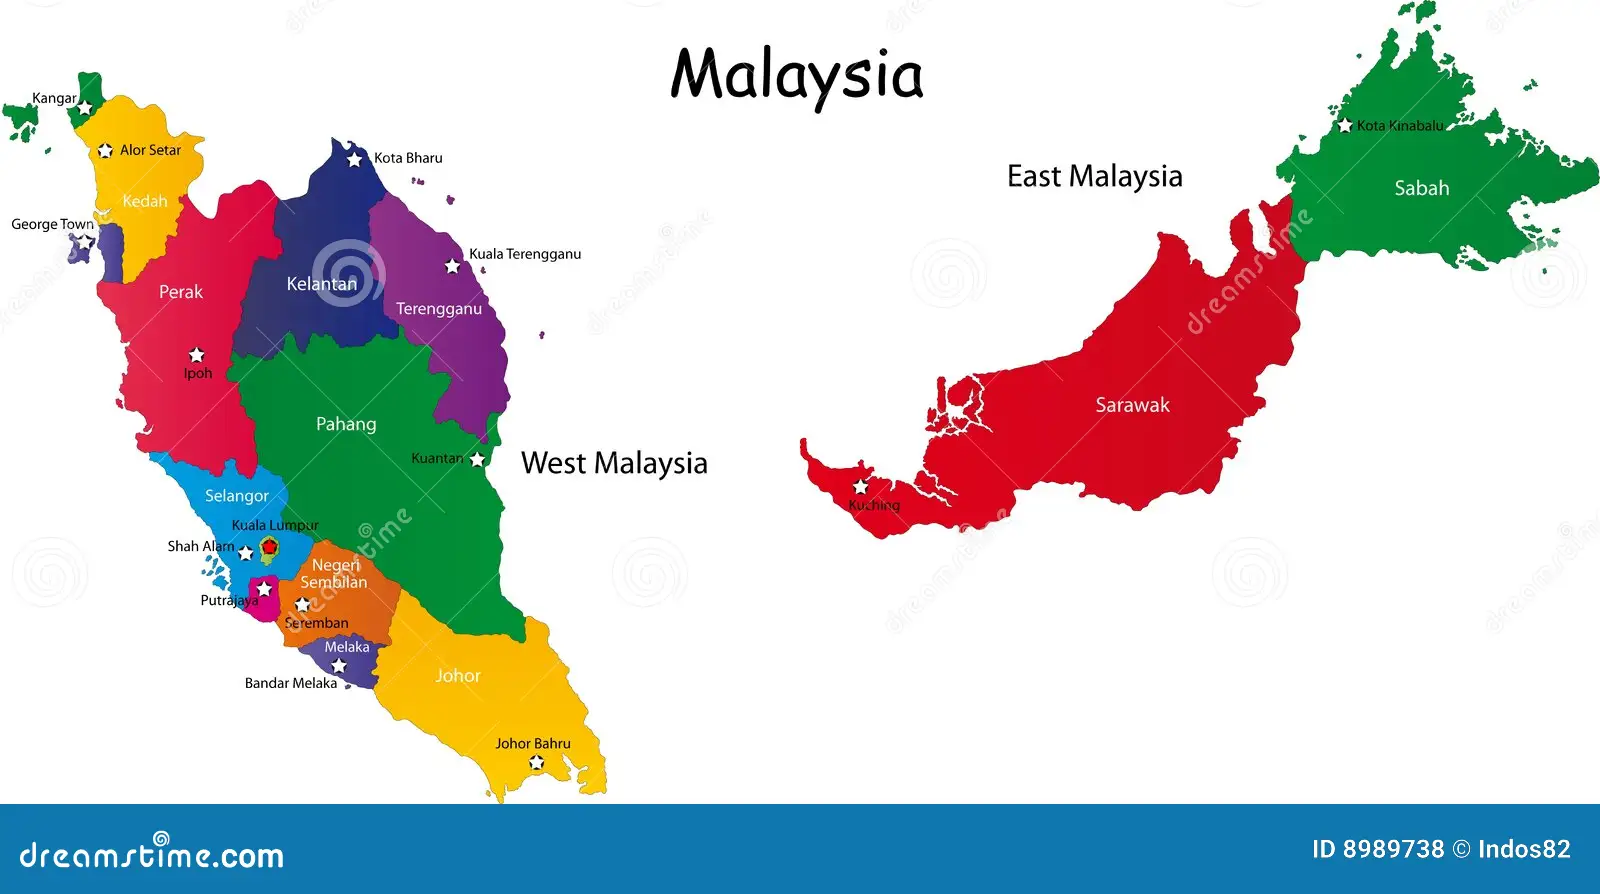 Malaysia
Kangar
Alor Setar
Kedah
George Town
Kota Bharu
Kuala Terengganu
Perak
Kelantan
Terengganu
Ipoh
Pahang
Kuantan
West Malaysia
Selangor
Kuala Lumpur
Shah Alam
Negeri
Sembilan
Putrajaya
Seremban
Melaka
Bandar Melaka
Johor
Johor Bahru
East Malaysia
Kota Kinabalu
Sabah
Sarawak
Kuching
dreamstime.com
ID 8989738 © Indos82